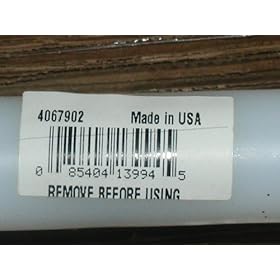 4067902 Made in USA
0 85404 13994 5
REMOVE BEFORE USING